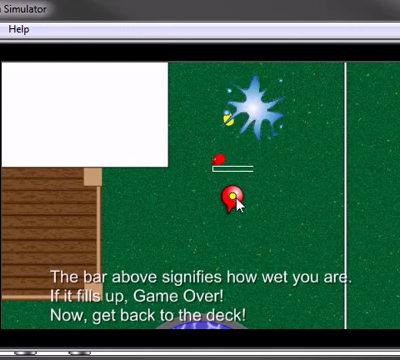 Simulator
Help
The bar above signifies how wet you are.
If it fills up, Game Over!
Now, get back to the deck!